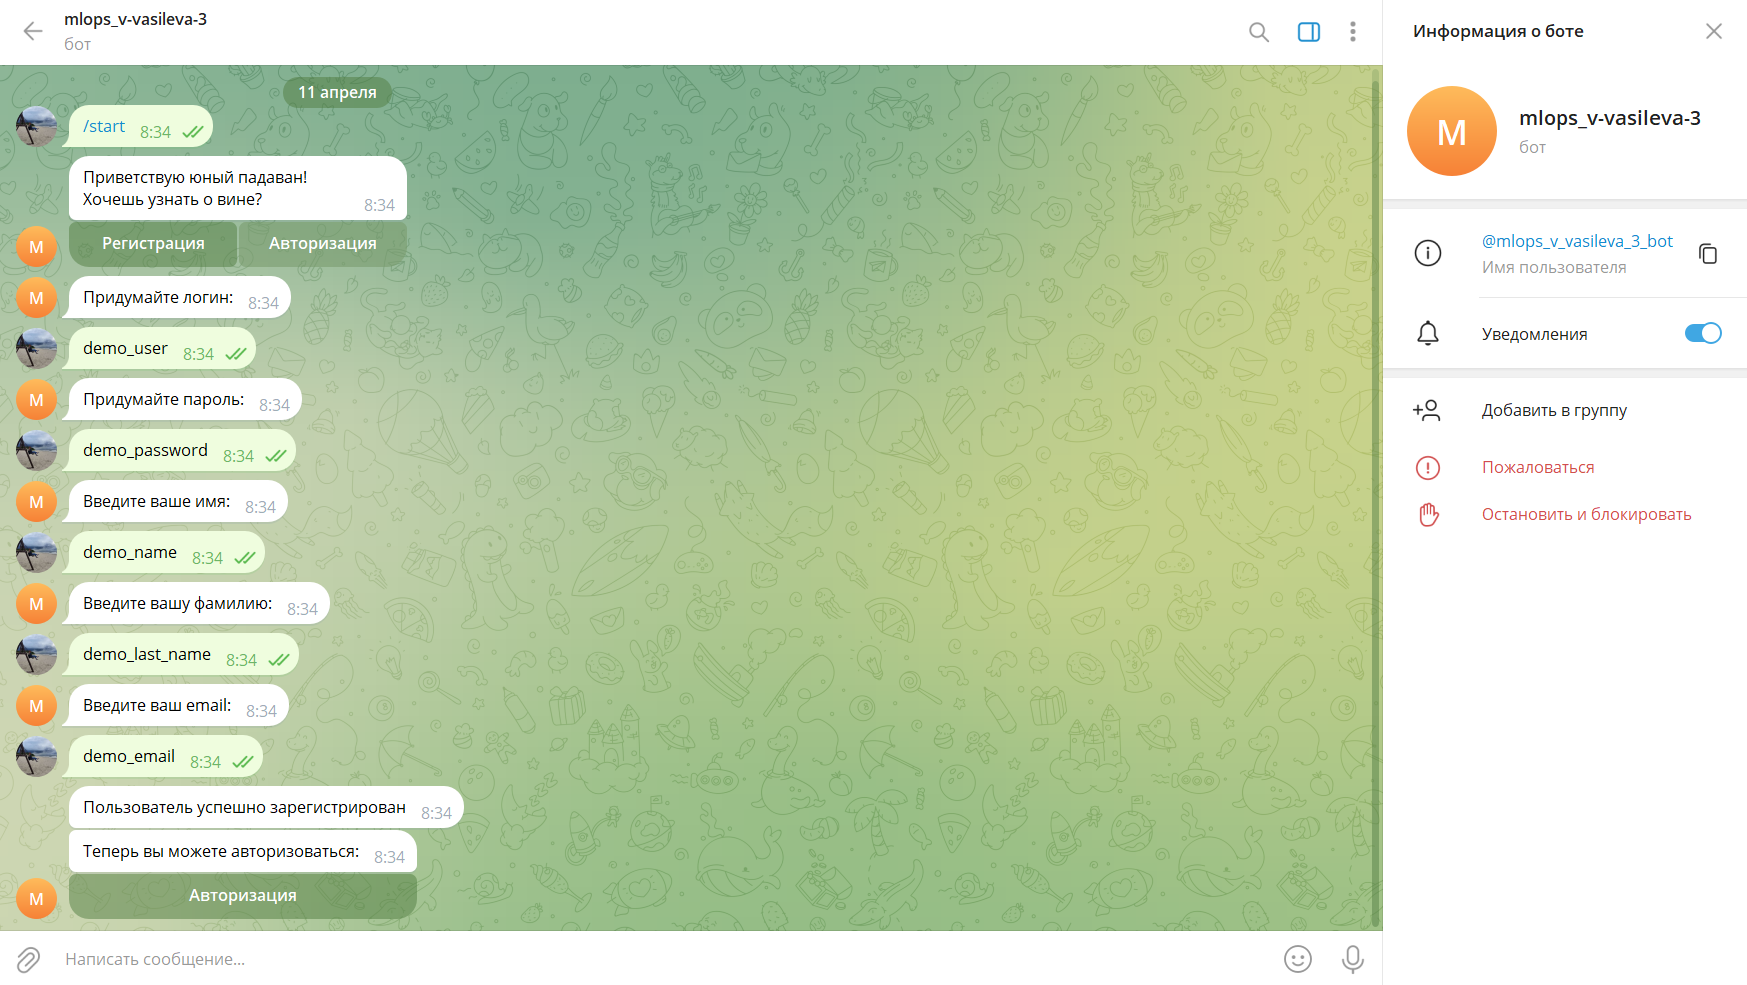 mlops_v-vasileva-3
бот
11 апреля
/start 8:34
Приветствую юный падаван!
Хочешь узнать о вине? 8:34
Регистрация Авторизация
M
Придумайте логин: 8:34
M
demo_user 8:34
Придумайте пароль: 8:34
M
demo_password 8:34
Введите ваше имя: 8:34
M
demo_name 8:34
Введите вашу фамилию: 8:34
M
demo_last_name 8:34
Введите ваш email: 8:34
M
demo_email 8:34
Пользователь успешно зарегистрирован 8:34
Теперь вы можете авторизоваться: 8:34
Авторизация
M
Написать сообщение...
Информация о боте
M
mlops_v-vasileva-3
бот
@mlops_v_vasileva_3_bot
Имя пользователя
Уведомления
Добавить в группу
Пожаловаться
Остановить и блокировать